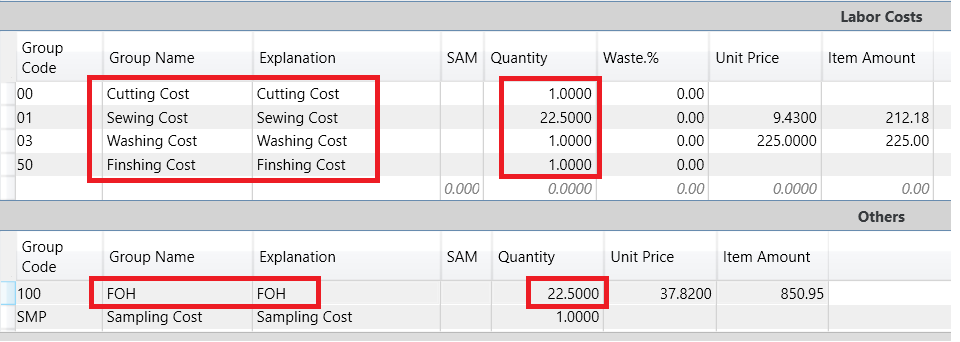 Labor Costs
Group Code Group Name Explanation SAM Quantity Waste.% Unit Price Item Amount
00 Cutting Cost Cutting Cost 1.0000 0.00
01 Sewing Cost Sewing Cost 22.5000 0.00 9.4300 212.18
03 Washing Cost Washing Cost 1.0000 0.00 225.0000 225.00
50 Finshing Cost Finshing Cost 1.0000 0.00
0.000 0.0000 0.00 0.0000 0.00
Others
Group Code Group Name Explanation SAM Quantity Unit Price Item Amount
100 FOH FOH 22.5000 37.8200 850.95
SMP Sampling Cost Sampling Cost 1.0000